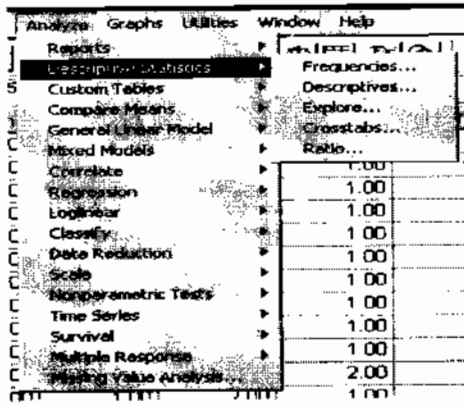 Analyze Graphs Utilities Window Help
Reports
Descriptive Statistics
Custom Tables
Compare Means
General Linear Model
Mixed Models
Correlate
Regression
Loglinear
Classify
Data Reduction
Scale
Nonparametric Tests
Time Series
Survival
Multiple Response
Missing Value Analysis...
Frequencies...
Descriptives...
Explore...
Crosstabs...
Ratio...
1.00
1.00
1.00
1.00
1.00
1.00
1.00
1.00
1.00
2.00
1.00